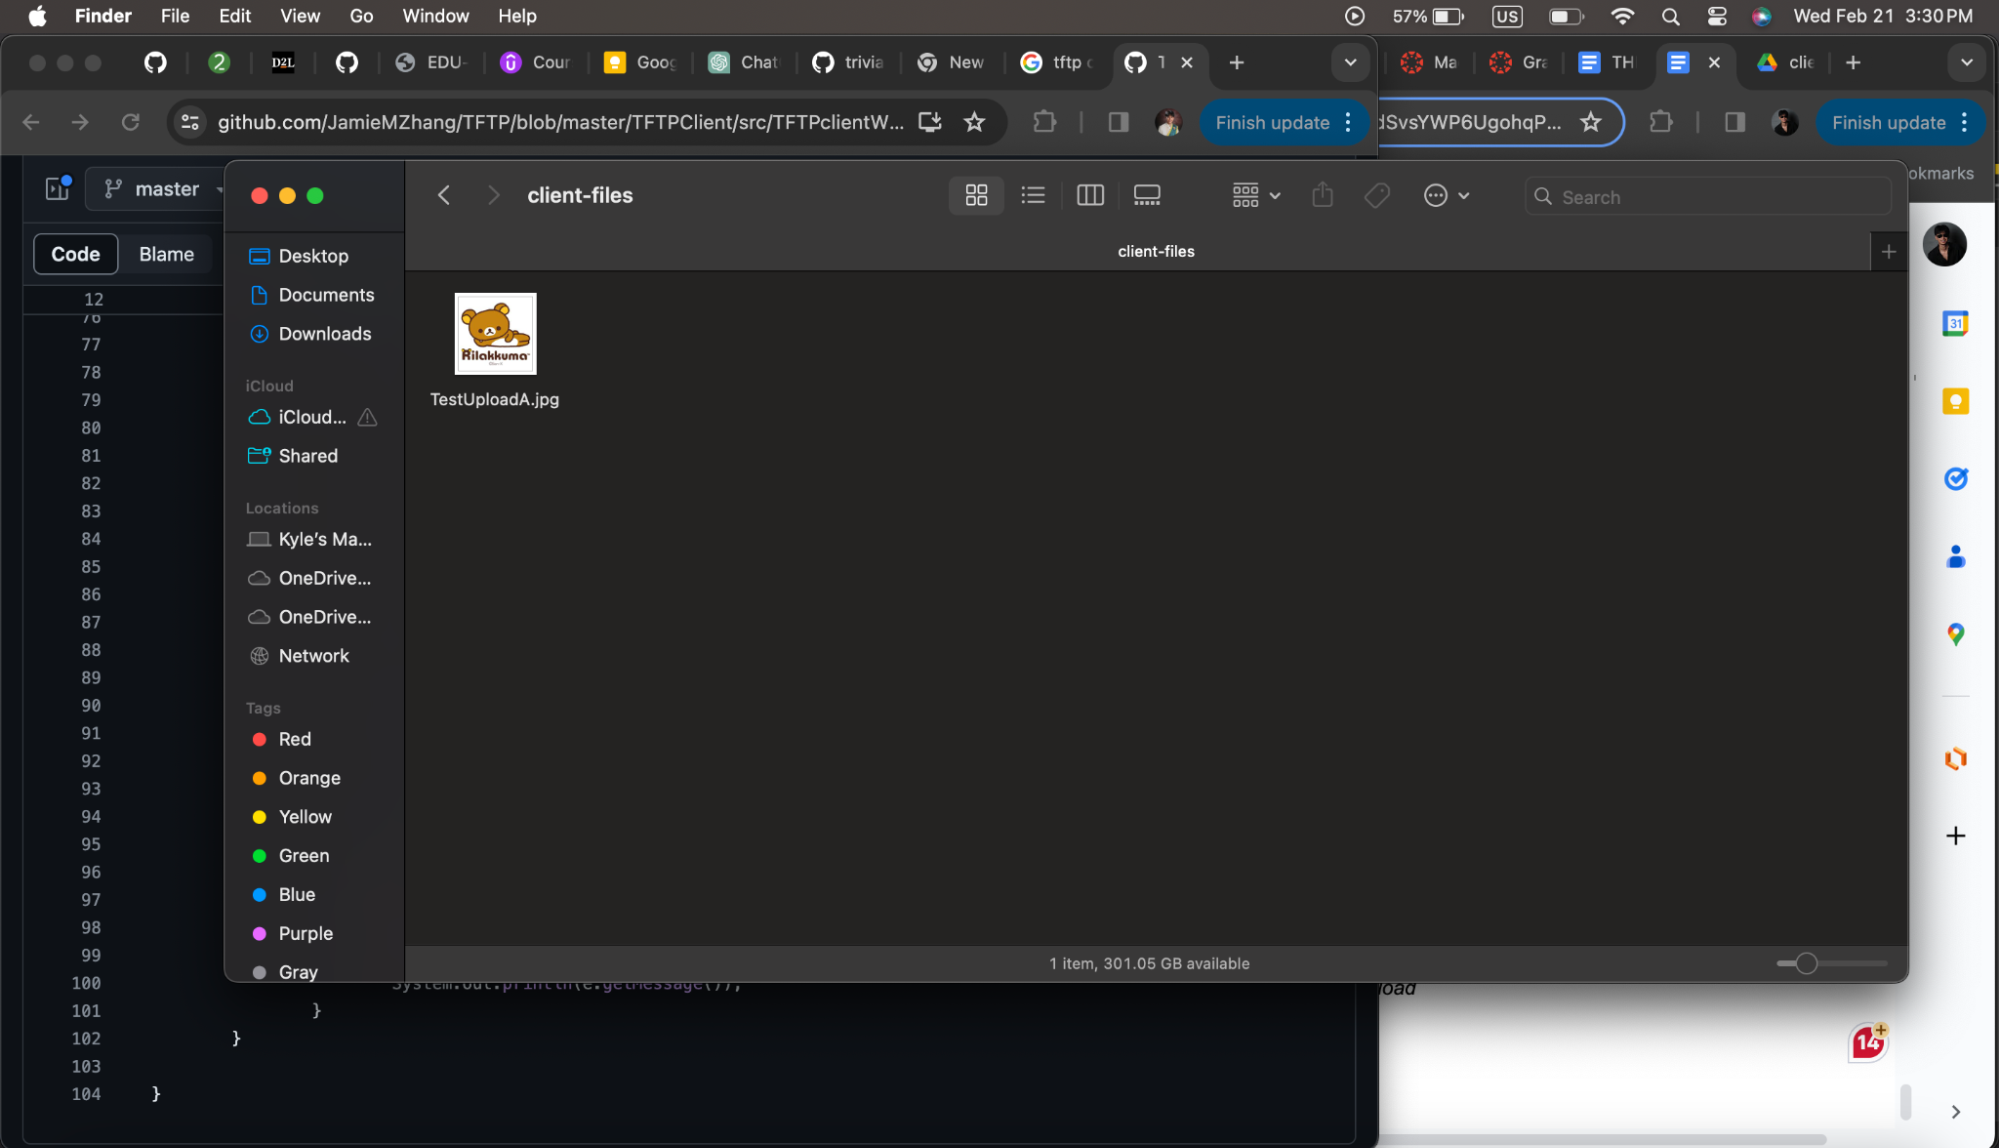 Finder File Edit View Go Window Help 57% US Wed Feb 21 3:30 PM
2 D2L EDU- Cour Goog Chat trivia New tftp c
Ma Gra TH clie
github.com/JamieMZhang/TFTP/blob/master/TFTPClient/src/TFTPclientW... Finish update
dSvsYWP6UgohqP... Finish update
okmarks
master
Code Blame
client-files
Search
client-files
Desktop
Documents
Downloads
iCloud
iCloud...
Shared
Locations
Kyle's Ma...
OneDrive...
OneDrive...
Network
Tags
Red
Orange
Yellow
Green
Blue
Purple
Gray
Rilakkuma
TestUploadA.jpg
1 item, 301.05 GB available
12
76
77
78
79
80
81
82
83
84
85
86
87
88
89
90
91
92
93
94
95
96
97
98
99
100 System.out.println(e.getMessage());
101 }
102 }
103
104 }
31
load
14